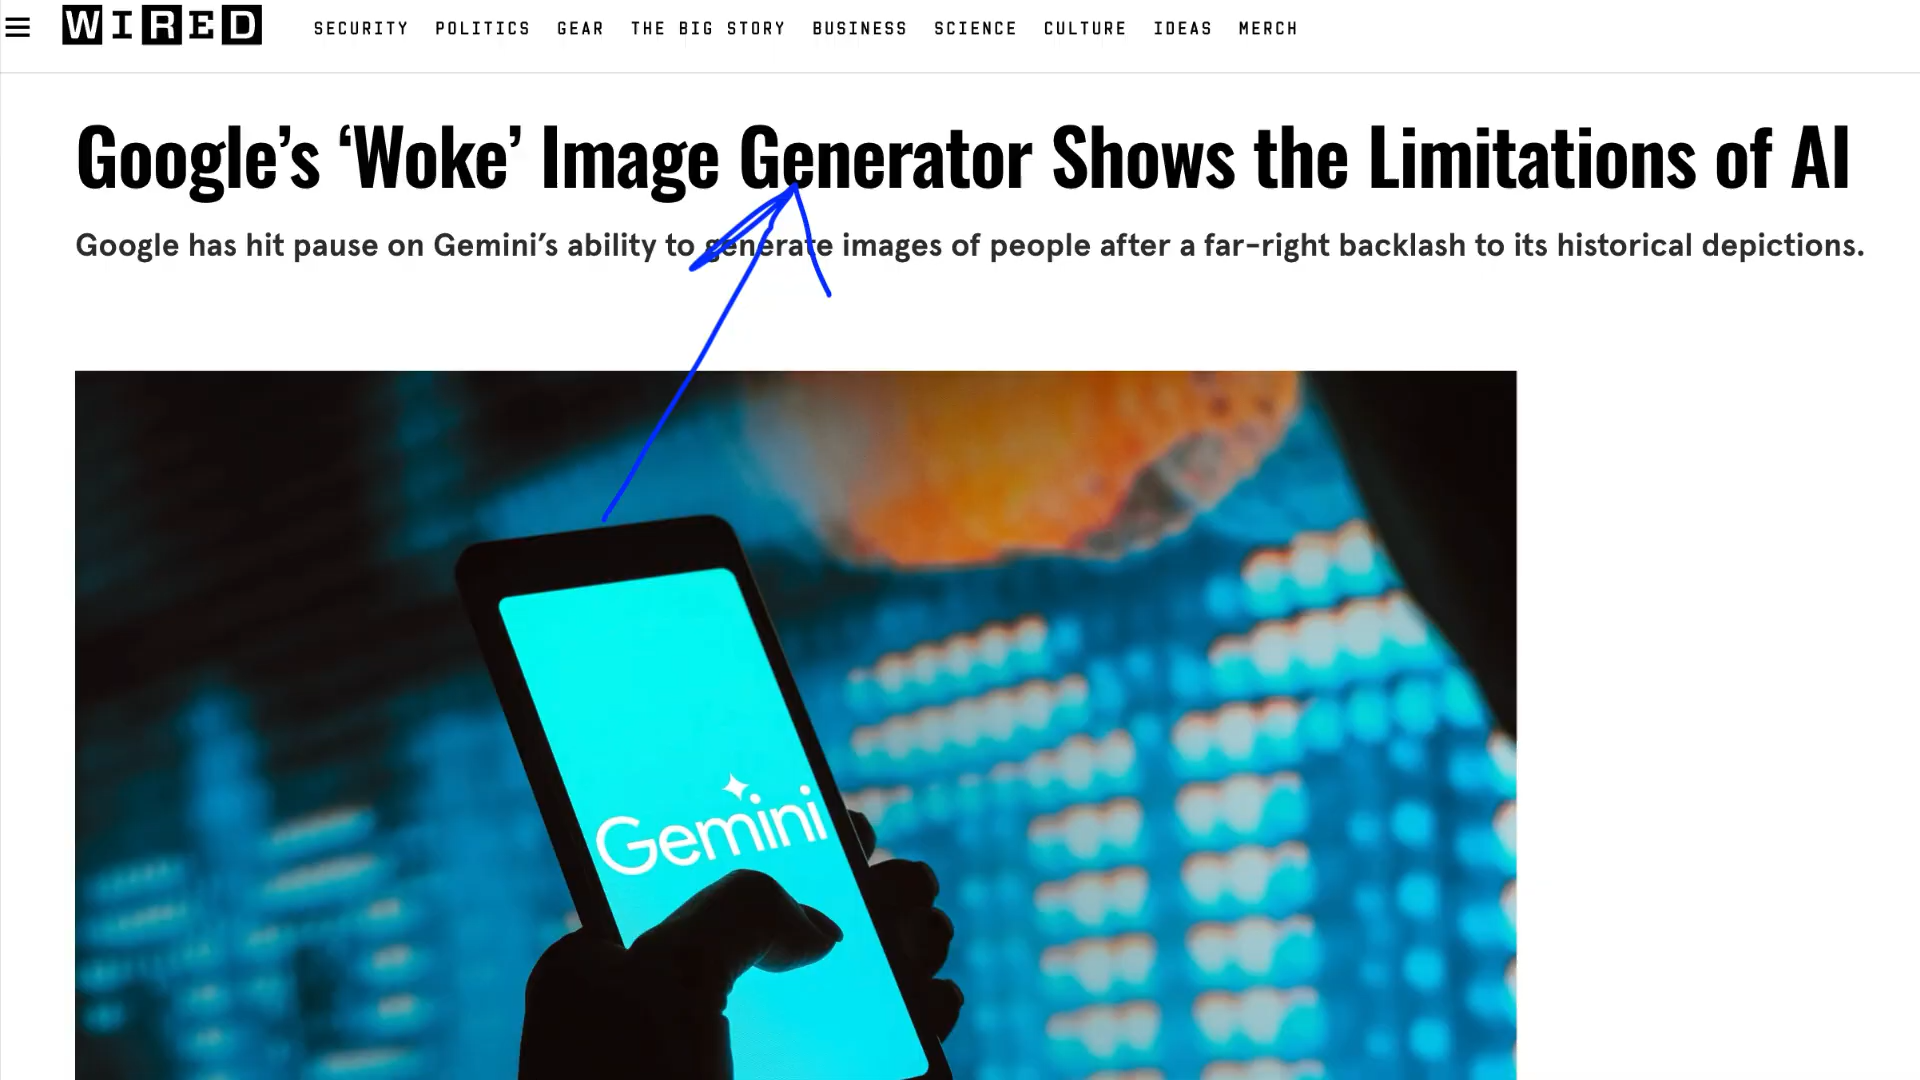 WIRED
SECURITY POLITICS GEAR THE BIG STORY BUSINESS SCIENCE CULTURE IDEAS MERCH
Google’s ‘Woke’ Image Generator Shows the Limitations of AI
Google has hit pause on Gemini’s ability to generate images of people after a far-right backlash to its historical depictions.
Gemini